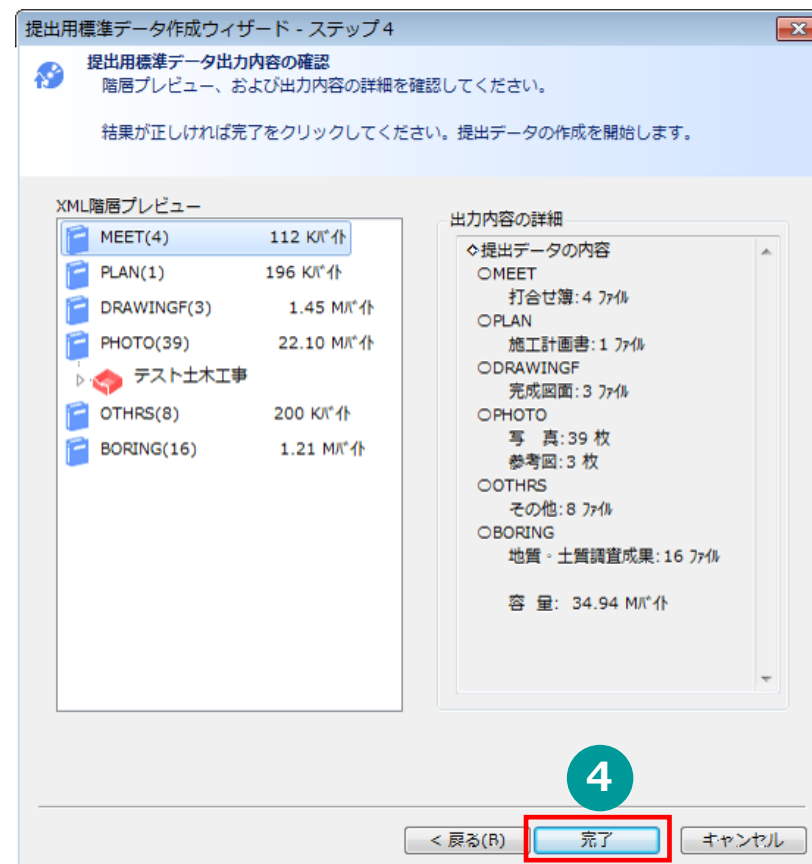 提出用標準データ作成ウィザード - ステップ4
提出用標準データ出力内容の確認
階層プレビュー、および出力内容の詳細を確認してください。
結果が正しければ完了をクリックしてください。提出データの作成を開始します。
XML階層プレビュー
MEET(4) 112 Kﾊﾞｲﾄ
PLAN(1) 196 Kﾊﾞｲﾄ
DRAWINGF(3) 1.45 Mﾊﾞｲﾄ
PHOTO(39) 22.10 Mﾊﾞｲﾄ
テスト土木工事
OTHRS(8) 200 Kﾊﾞｲﾄ
BORING(16) 1.21 Mﾊﾞｲﾄ
出力内容の詳細
◇提出データの内容
○MEET
打合せ簿:4 ﾌｧｲﾙ
○PLAN
施工計画書:1 ﾌｧｲﾙ
○DRAWINGF
完成図面:3 ﾌｧｲﾙ
○PHOTO
写 真:39 枚
参考図:3 枚
○OTHRS
その他:8 ﾌｧｲﾙ
○BORING
地質・土質調査成果:16 ﾌｧｲﾙ
容 量: 34.94 Mﾊﾞｲﾄ
4
< 戻る(B) 完了 キャンセル